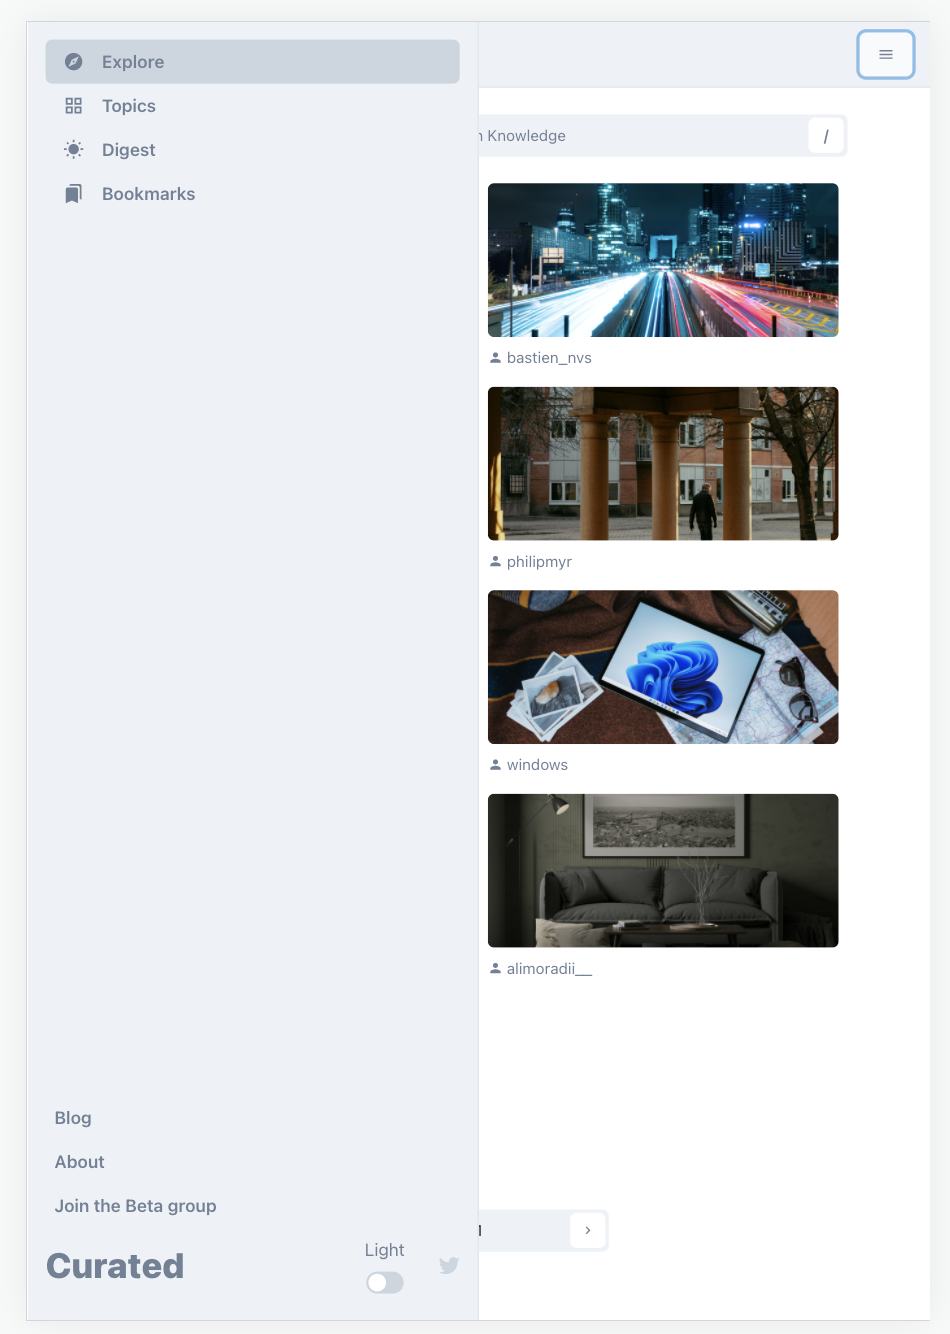 Explore
Topics
Digest
Bookmarks
Knowledge
/
bastien_nvs
philipmyr
windows
alimoradii__
Blog
About
Join the Beta group
Curated
Light